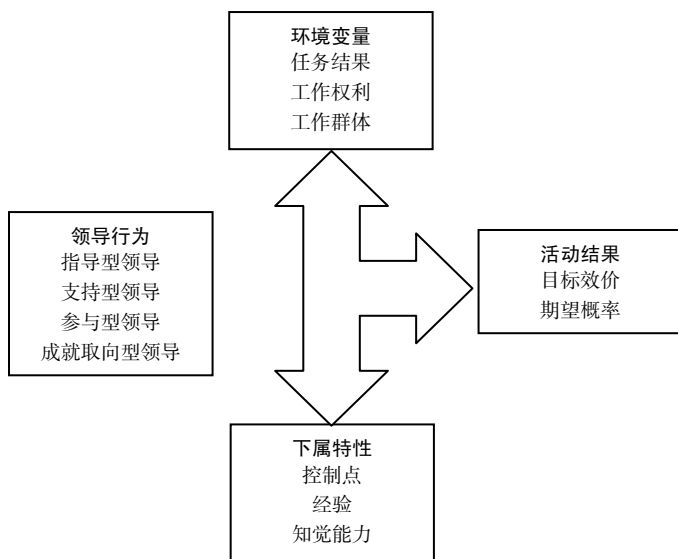 环境变量
任务结果
工作权利
工作群体
领导行为
指导型领导
支持型领导
参与型领导
成就取向型领导
活动结果
目标效价
期望概率
下属特性
控制点
经验
知觉能力